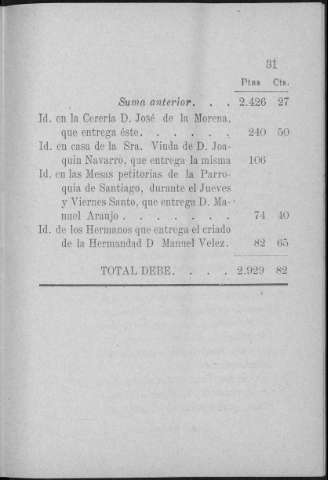 31
Ptas Cts.
Suma anterior. . . 2.426 27
Id. en la Cereria D. José de la Morena,
que entrega éste. . . . . . 240 50
Id. en casa de la Sra. Viuda de D. Joa-
quin Navarro, que entrega la misma 106
Id. en las Mesas petitorias de la Parro-
quia de Santiago, durante el Jueves
y Viernes Santo, que entrega D. Ma-
nuel Araujo . . . . . . . 74 40
Id. de los Hermanos que entrega el criado
de la Hermandad D Manuel Velez. 82 65
TOTAL DEBE. . . . 2.929 82